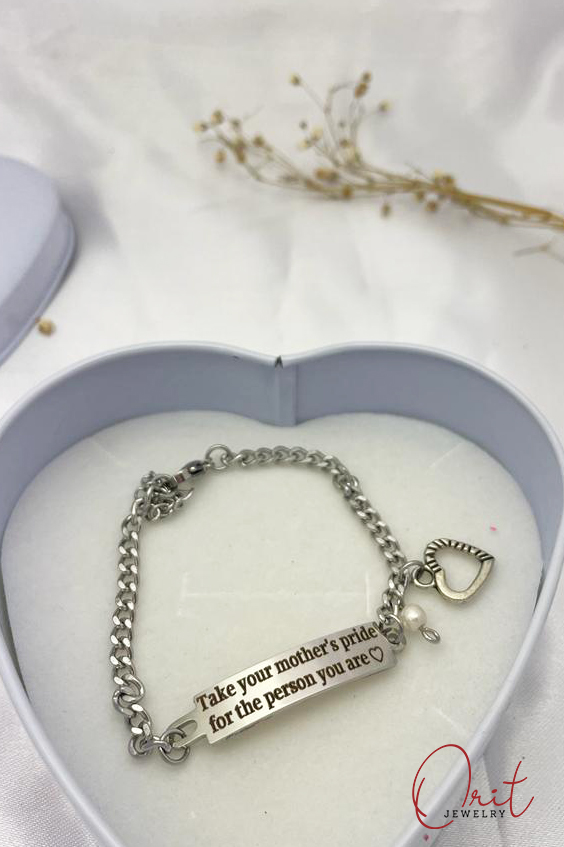 Take your mother's pride
for the person you are♡
Orit
JEWELRY